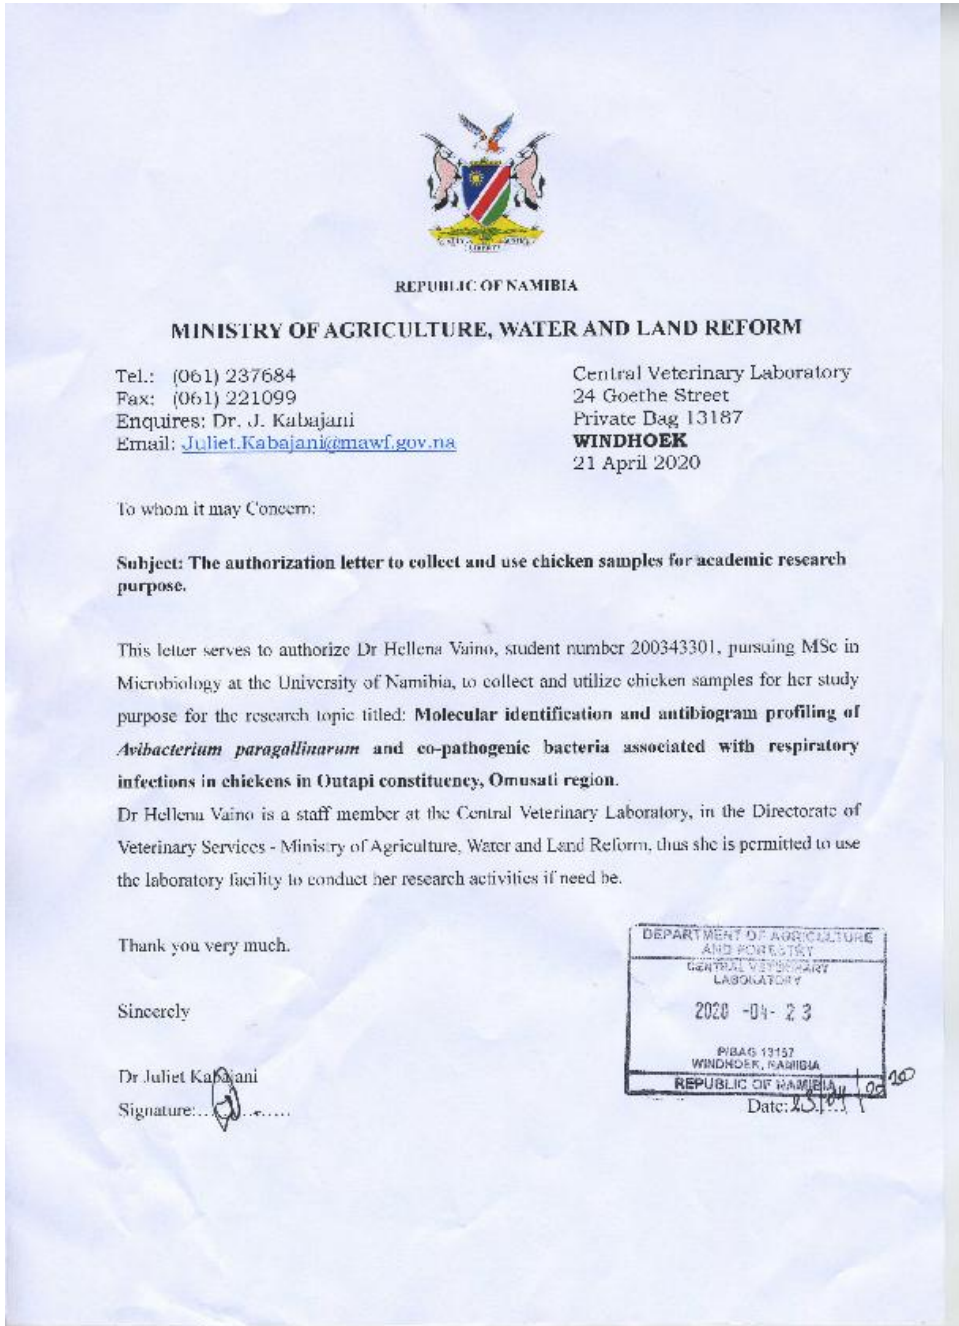 REPUBLIC OF NAMIBIA
MINISTRY OF AGRICULTURE, WATER AND LAND REFORM
Tel.: (061) 237684
Fax: (061) 221099
Enquires: Dr. J. Kabajani
Email: Juliet.Kabajani@mawf.gov.na
Central Veterinary Laboratory
24 Goethe Street
Private Bag 13187
WINDHOEK
21 April 2020
To whom it may Concern:
Subject: The authorization letter to collect and use chicken samples for academic research
purpose.
This letter serves to authorize Dr Hellena Vaino, student number 200343301, pursuing MSc in
Microbiology at the University of Namibia, to collect and utilize chicken samples for her study
purpose for the research topic titled: Molecular identification and antibiogram profiling of
Avibacterium paragallinarum and co-pathogenic bacteria associated with respiratory
infections in chickens in Outapi constituency, Omusati region.
Dr Hellena Vaino is a staff member at the Central Veterinary Laboratory, in the Directorate of
Veterinary Services - Ministry of Agriculture, Water and Land Reform, thus she is permitted to use
the laboratory facility to conduct her research activities if need be.
Thank you very much.
Sincerely
Dr Juliet Kabajani
Signature:
DEPARTMENT OF AGRICULTURE
AND FORESTRY
CENTRAL VETERINARY
LABORATORY
2020 -04- 23
P/BAG 13187
WINDHOEK, NAMIBIA
REPUBLIC OF NAMIBIA
Date: 23/04/2020